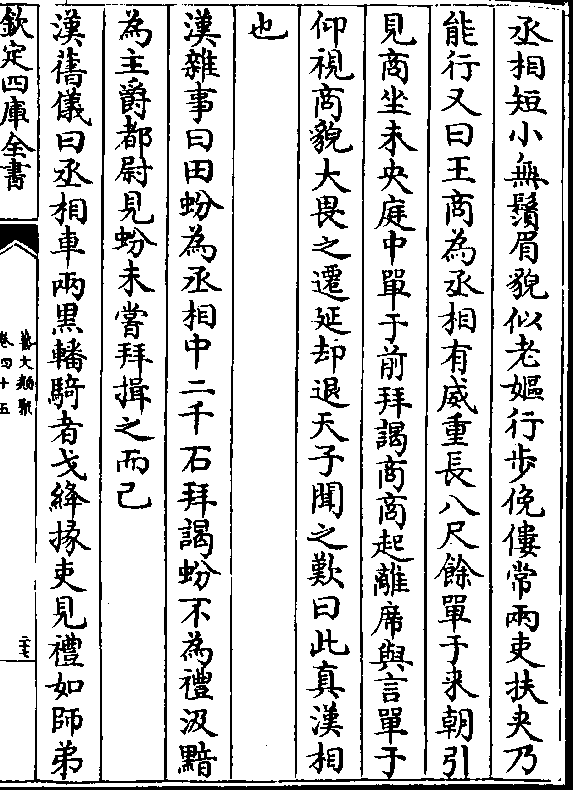 丞相短小無鬚眉貌似老嫗行歩俛僂常兩吏扶夾乃
能行又曰王商為丞相有威重長八尺餘單于来朝引
見商坐未央庭中單于前拜謁商商起離席與言單于
仰視商貌大畏之遷延却退天子聞之歎曰此真漢相
也
漢雜事曰田蚡為丞相中二千石拜謁蚡不為禮汲黯
為主爵都尉見蚡未嘗拜揖之而已
漢舊儀曰丞相車兩黒轓騎者戈絳掾吏見禮如師弟
欽定四庫全書
藝文類聚
卷四十五